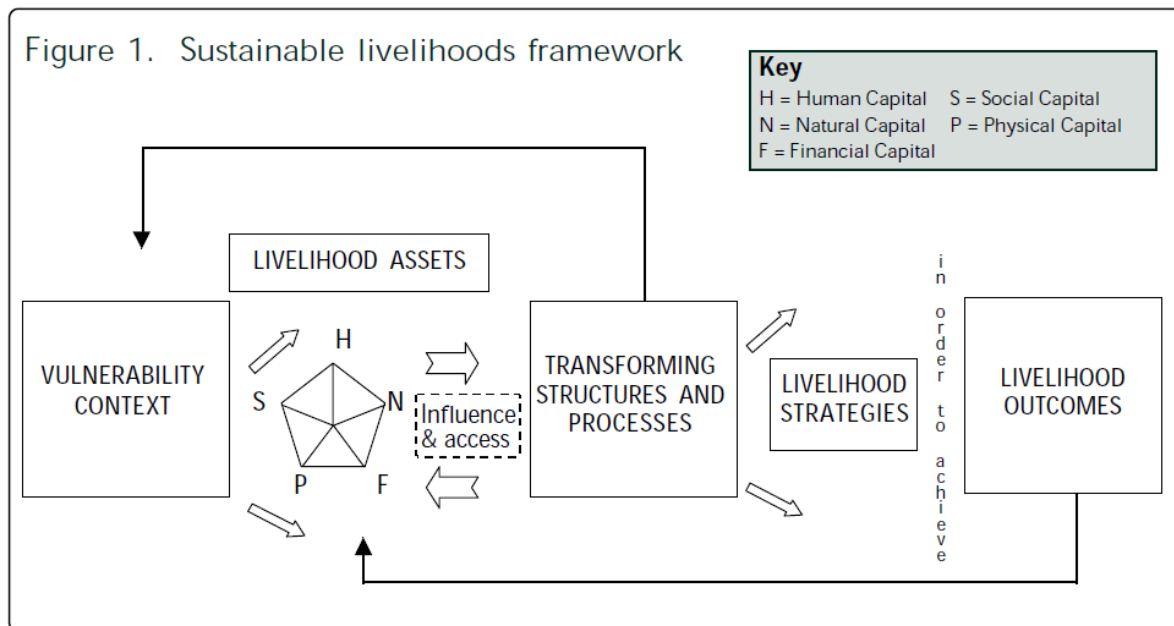 Figure 1. Sustainable livelihoods framework
Key
H = Human Capital S = Social Capital
N = Natural Capital P = Physical Capital
F = Financial Capital
LIVELIHOOD ASSETS
VULNERABILITY
CONTEXT
H
S
N
P
F
Influence
& access
TRANSFORMING
STRUCTURES AND
PROCESSES
LIVELIHOOD
STRATEGIES
in order to achieve
LIVELIHOOD
OUTCOMES